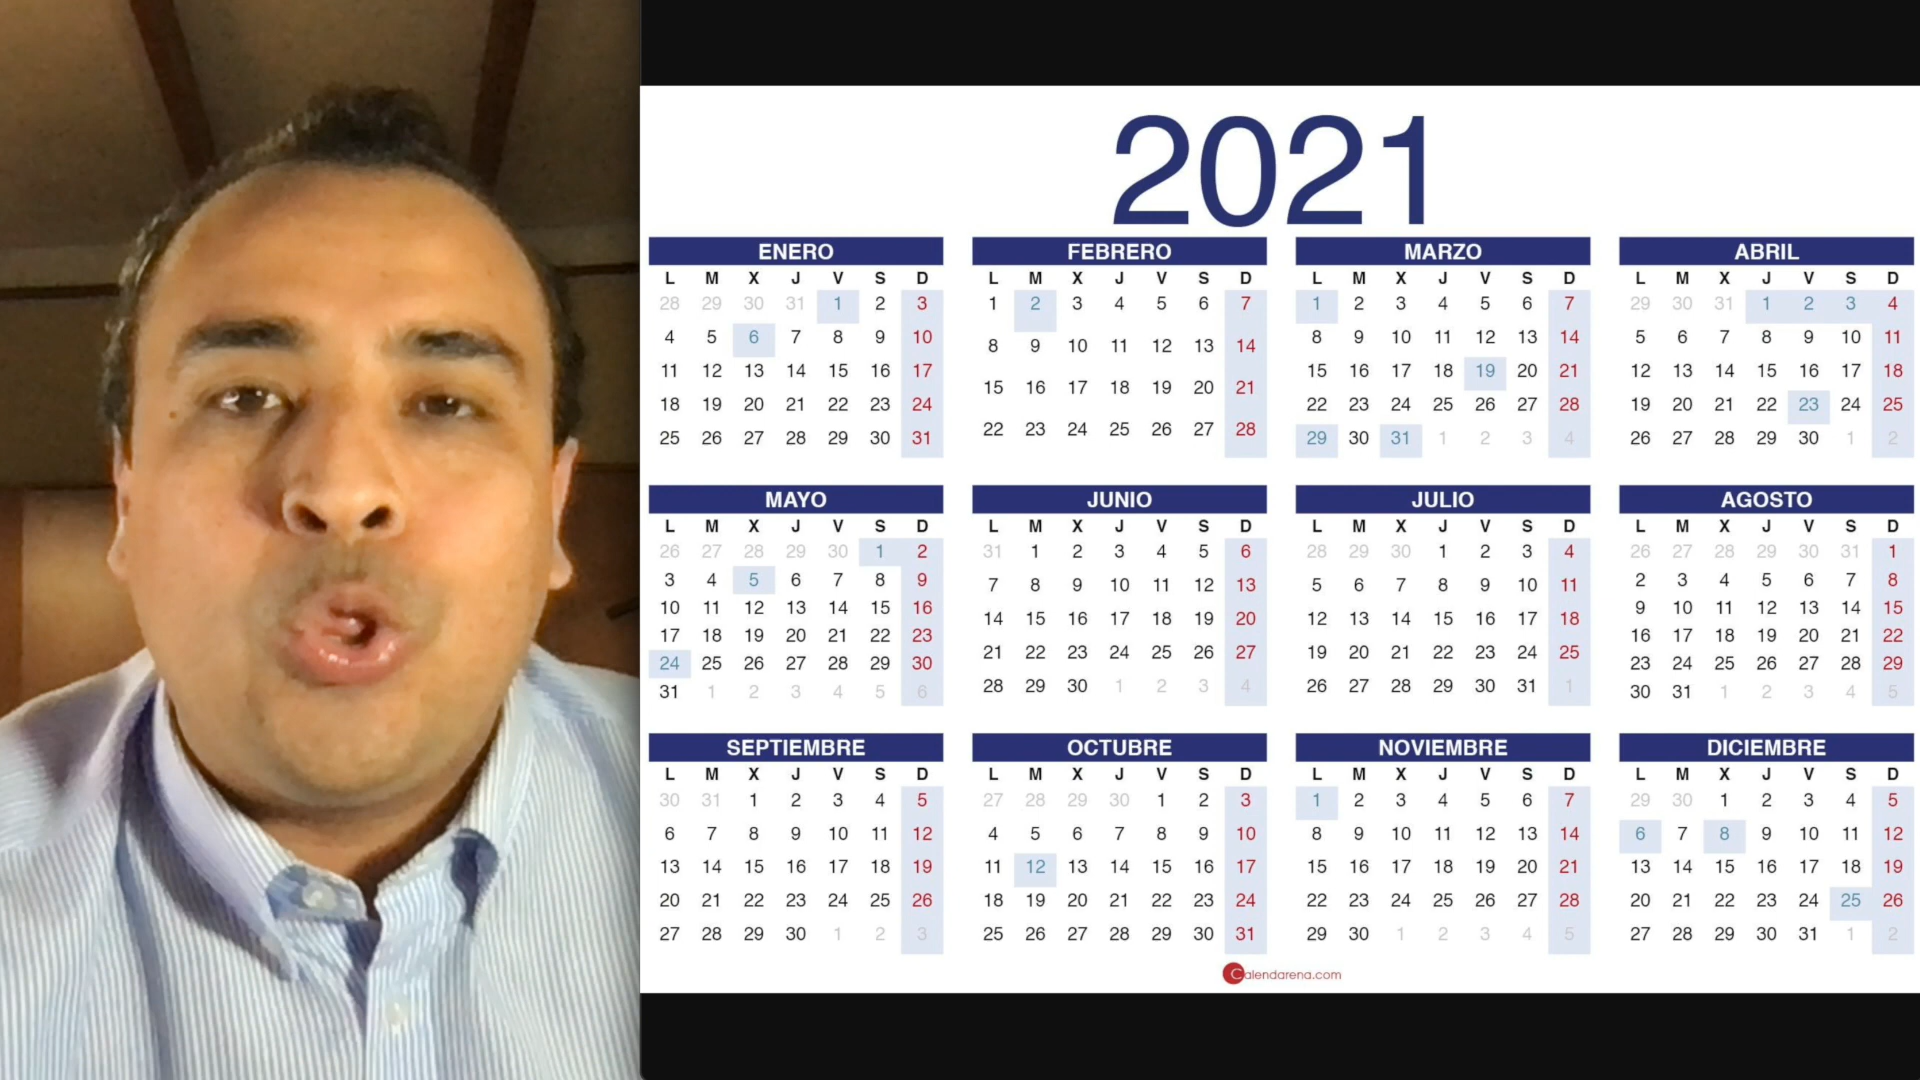 2021
ENERO
L M X J V S D
28 29 30 31 1 2 3
4 5 6 7 8 9 10
11 12 13 14 15 16 17
18 19 20 21 22 23 24
25 26 27 28 29 30 31
FEBRERO
L M X J V S D
1 2 3 4 5 6 7
8 9 10 11 12 13 14
15 16 17 18 19 20 21
22 23 24 25 26 27 28
MARZO
L M X J V S D
1 2 3 4 5 6 7
8 9 10 11 12 13 14
15 16 17 18 19 20 21
22 23 24 25 26 27 28
29 30 31 1 2 3 4
ABRIL
L M X J V S D
29 30 31 1 2 3 4
5 6 7 8 9 10 11
12 13 14 15 16 17 18
19 20 21 22 23 24 25
26 27 28 29 30 1 2
MAYO
L M X J V S D
26 27 28 29 30 1 2
3 4 5 6 7 8 9
10 11 12 13 14 15 16
17 18 19 20 21 22 23
24 25 26 27 28 29 30
31 1 2 3 4 5 6
JUNIO
L M X J V S D
31 1 2 3 4 5 6
7 8 9 10 11 12 13
14 15 16 17 18 19 20
21 22 23 24 25 26 27
28 29 30 1 2 3 4
JULIO
L M X J V S D
28 29 30 1 2 3 4
5 6 7 8 9 10 11
12 13 14 15 16 17 18
19 20 21 22 23 24 25
26 27 28 29 30 31 1
AGOSTO
L M X J V S D
26 27 28 29 30 31 1
2 3 4 5 6 7 8
9 10 11 12 13 14 15
16 17 18 19 20 21 22
23 24 25 26 27 28 29
30 31 1 2 3 4 5
SEPTIEMBRE
L M X J V S D
30 31 1 2 3 4 5
6 7 8 9 10 11 12
13 14 15 16 17 18 19
20 21 22 23 24 25 26
27 28 29 30 1 2 3
OCTUBRE
L M X J V S D
27 28 29 30 1 2 3
4 5 6 7 8 9 10
11 12 13 14 15 16 17
18 19 20 21 22 23 24
25 26 27 28 29 30 31
NOVIEMBRE
L M X J V S D
1 2 3 4 5 6 7
8 9 10 11 12 13 14
15 16 17 18 19 20 21
22 23 24 25 26 27 28
29 30 1 2 3 4 5
DICIEMBRE
L M X J V S D
29 30 1 2 3 4 5
6 7 8 9 10 11 12
13 14 15 16 17 18 19
20 21 22 23 24 25 26
27 28 29 30 31 1 2
Calendarena.com